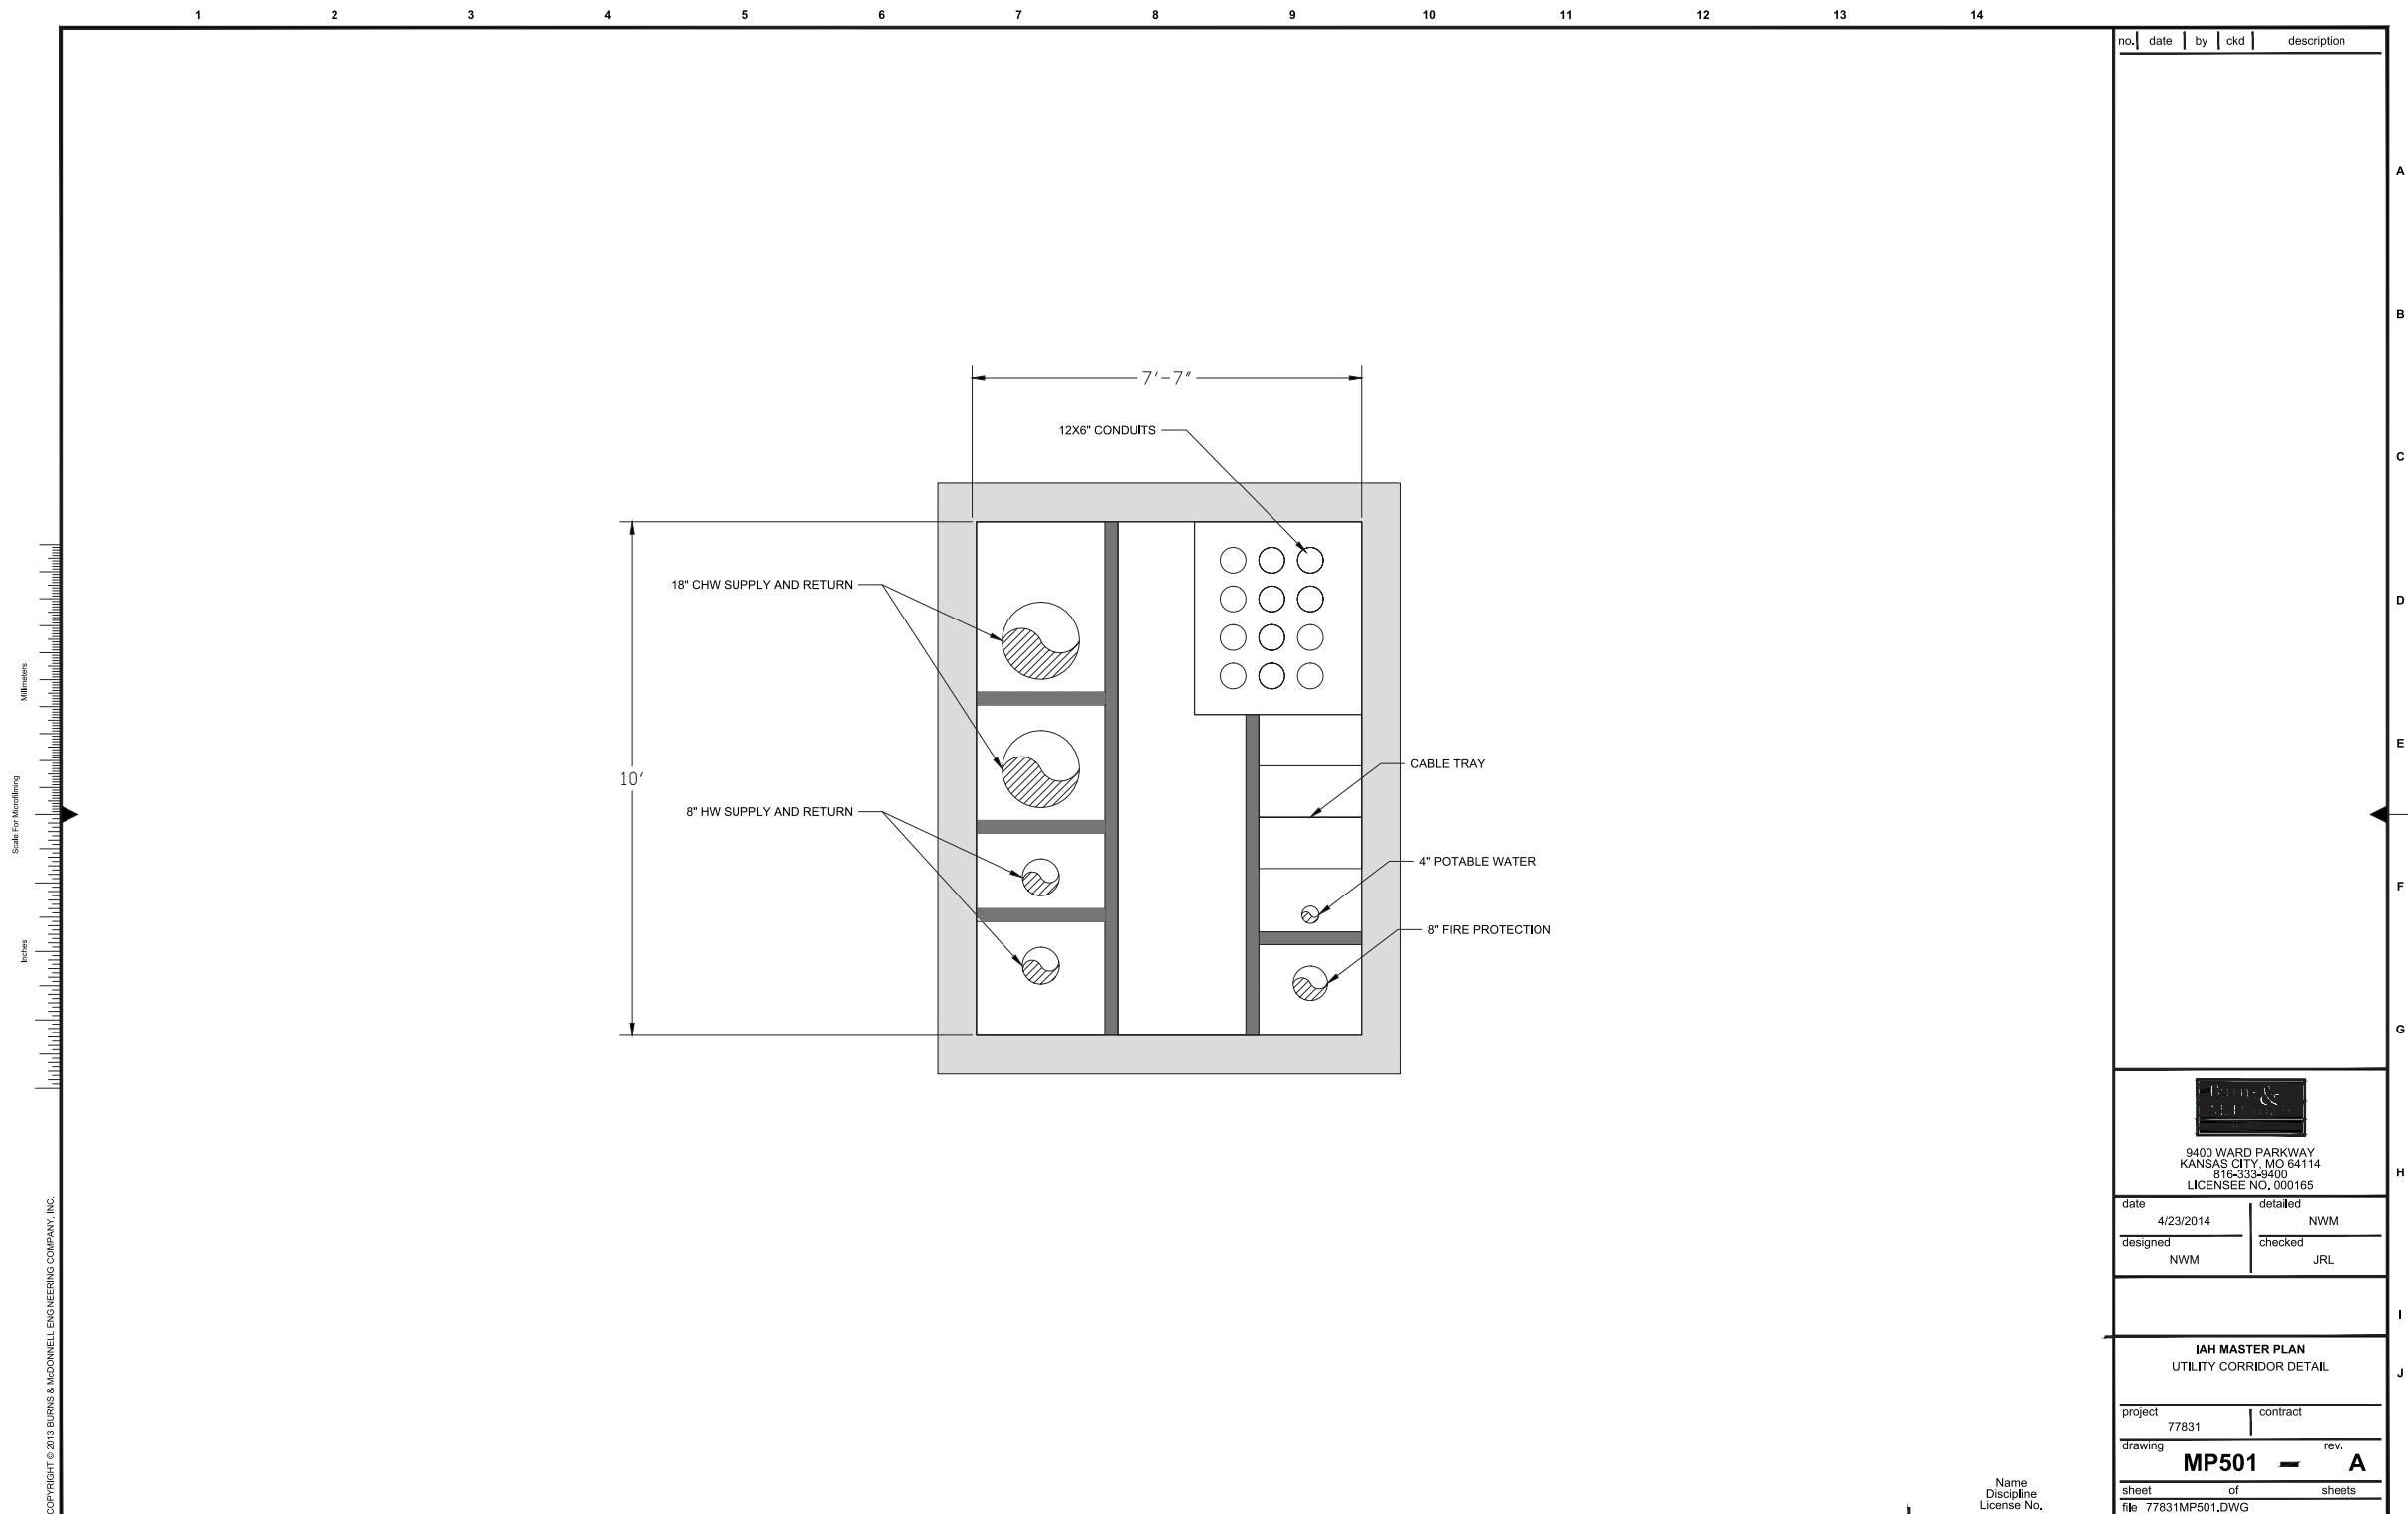 1 2 3 4 5 6 7 8 9 10 11 12 13 14
no. date by ckd description
A
B
C
D
E
F
G
H
I
J
7'-7"
12X6" CONDUITS
18" CHW SUPPLY AND RETURN
10'
8" HW SUPPLY AND RETURN
CABLE TRAY
4" POTABLE WATER
8" FIRE PROTECTION
Millimeters
Scale For Microfilming
Inches
COPYRIGHT © 2013 BURNS & McDONNELL ENGINEERING COMPANY, INC.
9400 WARD PARKWAY
KANSAS CITY, MO 64114
816-333-9400
LICENSEE NO. 000165
date detailed
4/23/2014 NWM
designed checked
NWM JRL
IAH MASTER PLAN
UTILITY CORRIDOR DETAIL
project contract
77831
drawing rev.
MP501 — A
sheet of sheets
file 77831MP501.DWG
Name
Discipline
License No.